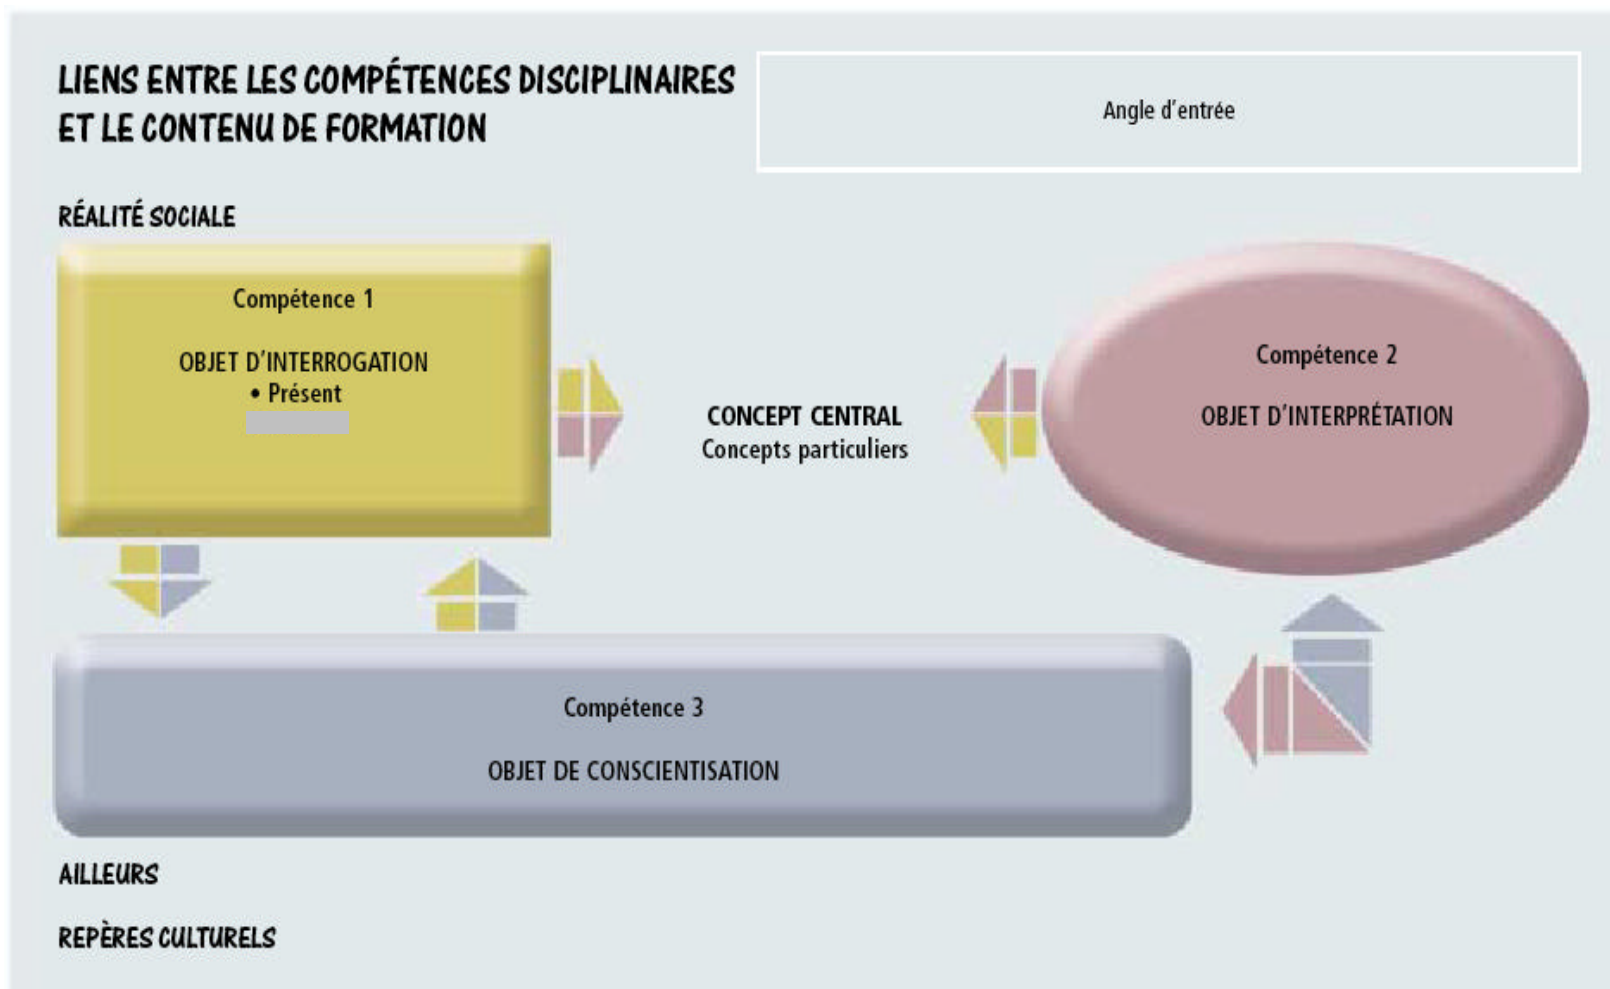 LIENS ENTRE LES COMPÉTENCES DISCIPLINAIRES
ET LE CONTENU DE FORMATION
Angle d'entrée
RÉALITÉ SOCIALE
Compétence 1
OBJET D'INTERROGATION
• Présent
CONCEPT CENTRAL
Concepts particuliers
Compétence 2
OBJET D'INTERPRÉTATION
Compétence 3
OBJET DE CONSCIENTISATION
AILLEURS
REPÈRES CULTURELS